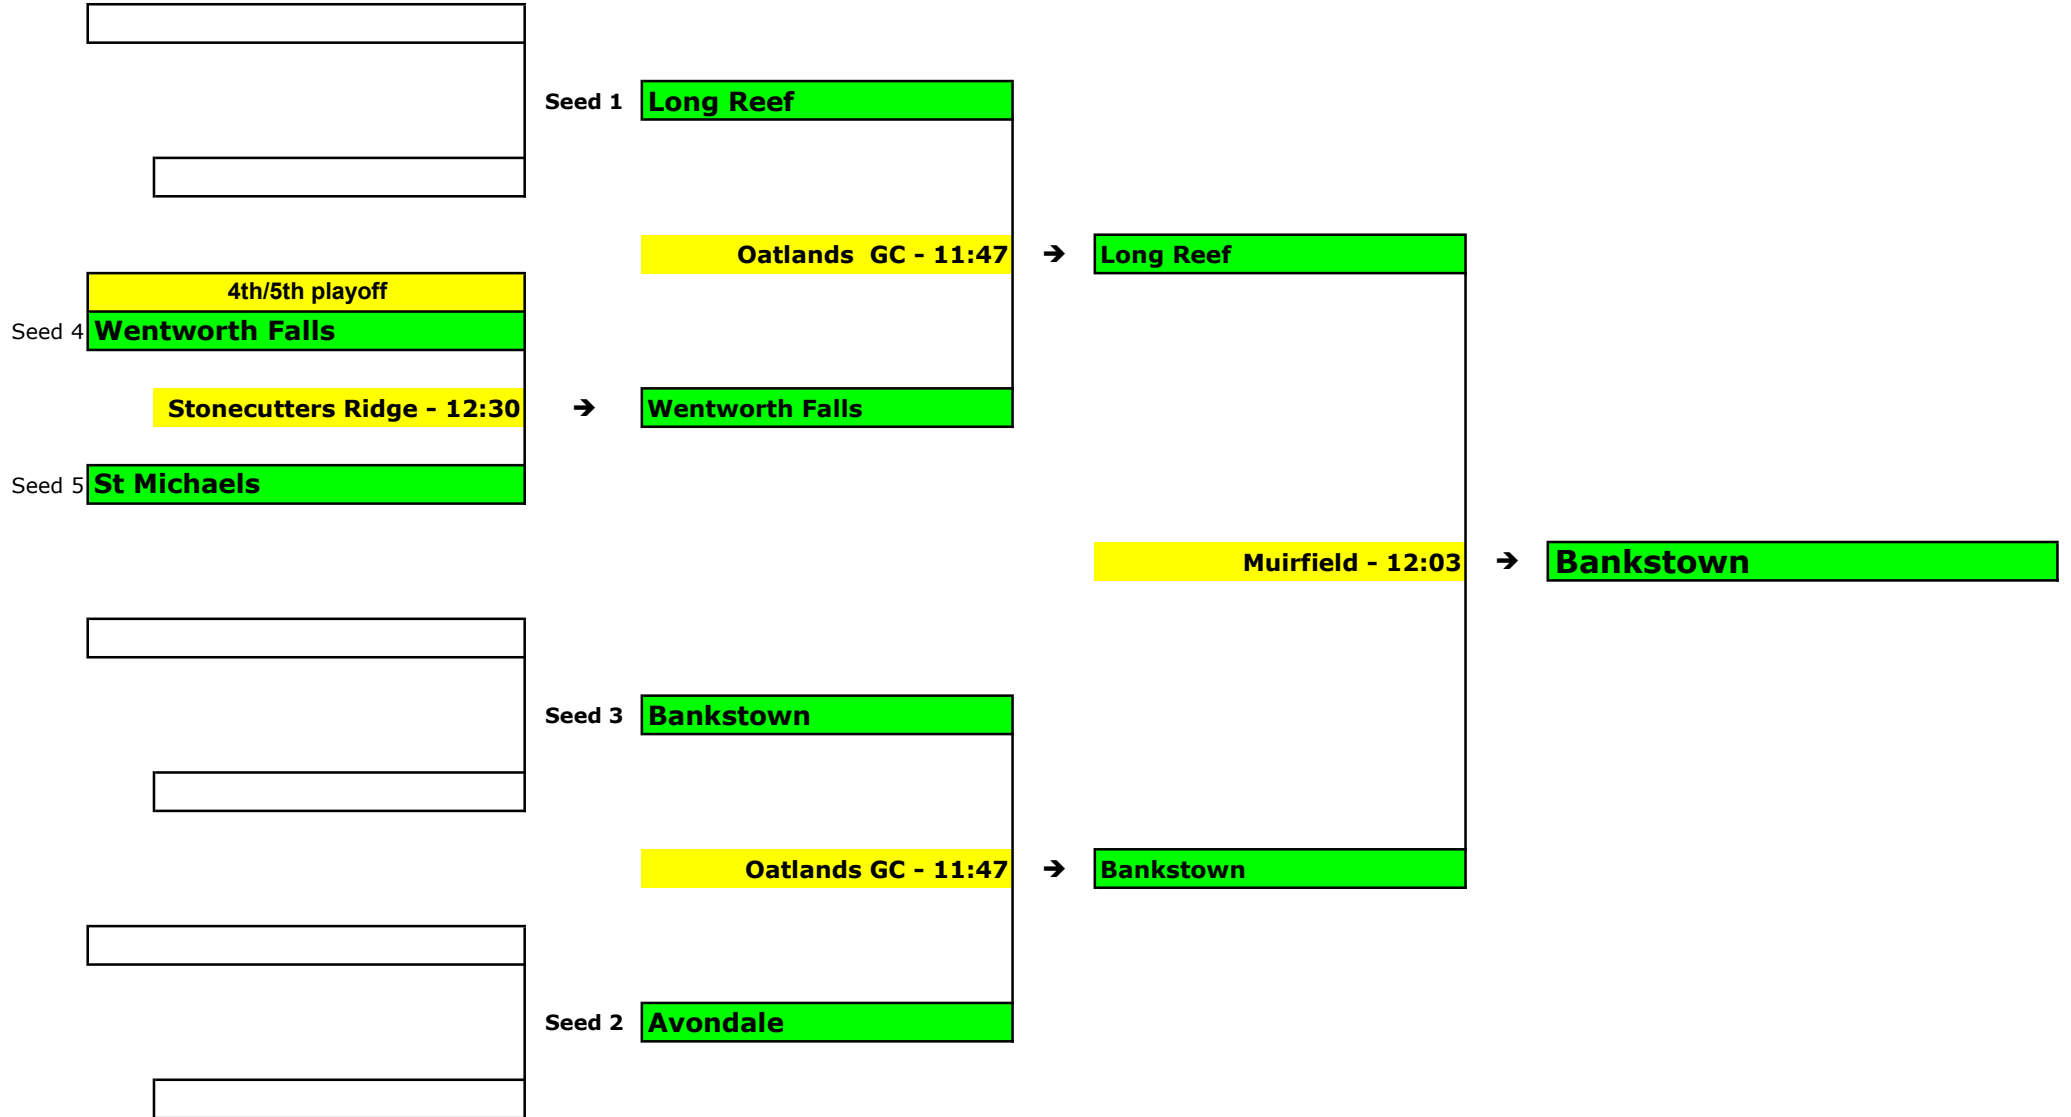 Seed 1 Long Reef
Oatlands  GC - 11:47 ➔ Long Reef
4th/5th playoff
Seed 4 Wentworth Falls
Stonecutters Ridge - 12:30 ➔ Wentworth Falls
Seed 5 St Michaels
Muirfield - 12:03 ➔ Bankstown
Seed 3 Bankstown
Oatlands GC - 11:47 ➔ Bankstown
Seed 2 Avondale